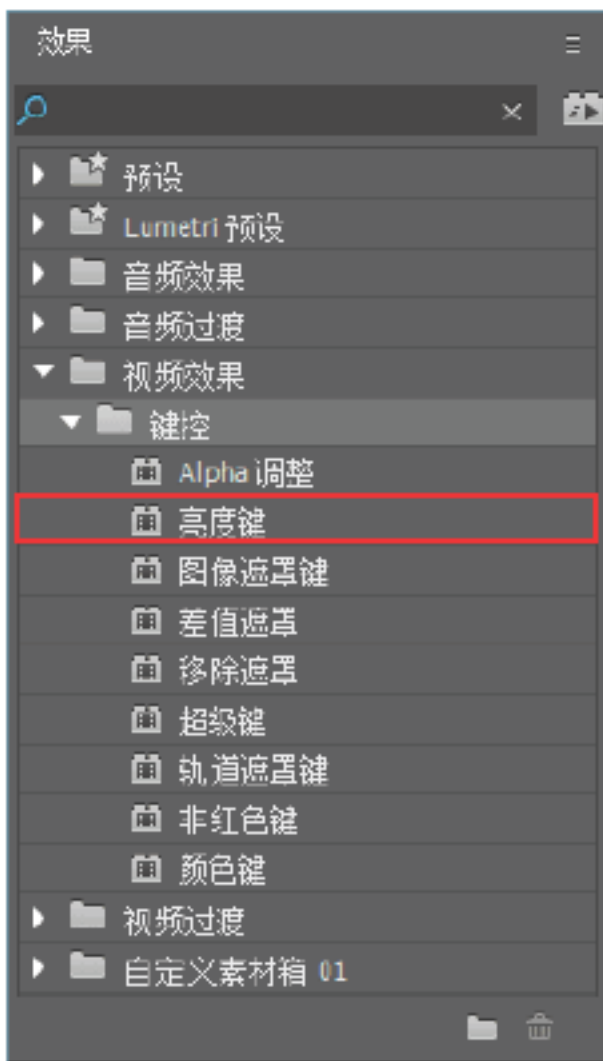 效果
预设
Lumetri 预设
音频效果
音频过渡
视频效果
键控
Alpha 调整
亮度键
图像遮罩键
差值遮罩
移除遮罩
超级键
轨道遮罩键
非红色键
颜色键
视频过渡
自定义素材箱 01